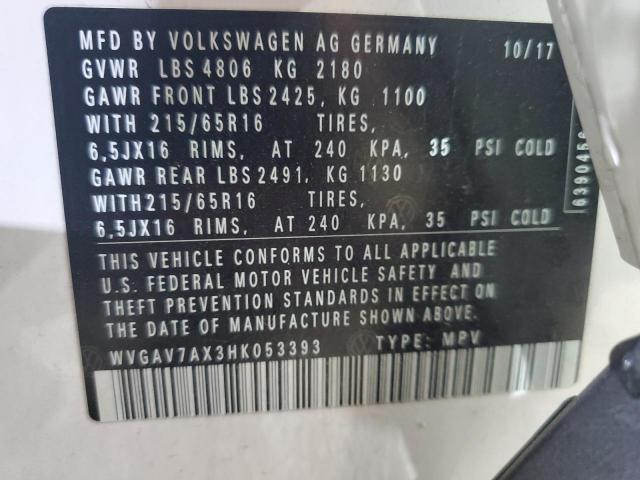 MFD BY VOLKSWAGEN AG GERMANY 10/17
GVWR LBS 4806 KG 2180
GAWR FRONT LBS 2425, KG 1100
WITH 215/65R16 TIRES,
6,5JX16 RIMS, AT 240 KPA, 35 PSI COLD
GAWR REAR LBS 2491, KG 1130
WITH 215/65R16 TIRES,
6,5JX16 RIMS, AT 240 KPA, 35 PSI COLD
THIS VEHICLE CONFORMS TO ALL APPLICABLE
U.S. FEDERAL MOTOR VEHICLE SAFETY AND
THEFT PREVENTION STANDARDS IN EFFECT ON
THE DATE OF MANUFACTURE SHOWN ABOVE.
WVGAV7AX3HK053393 TYPE: MPV
6390456